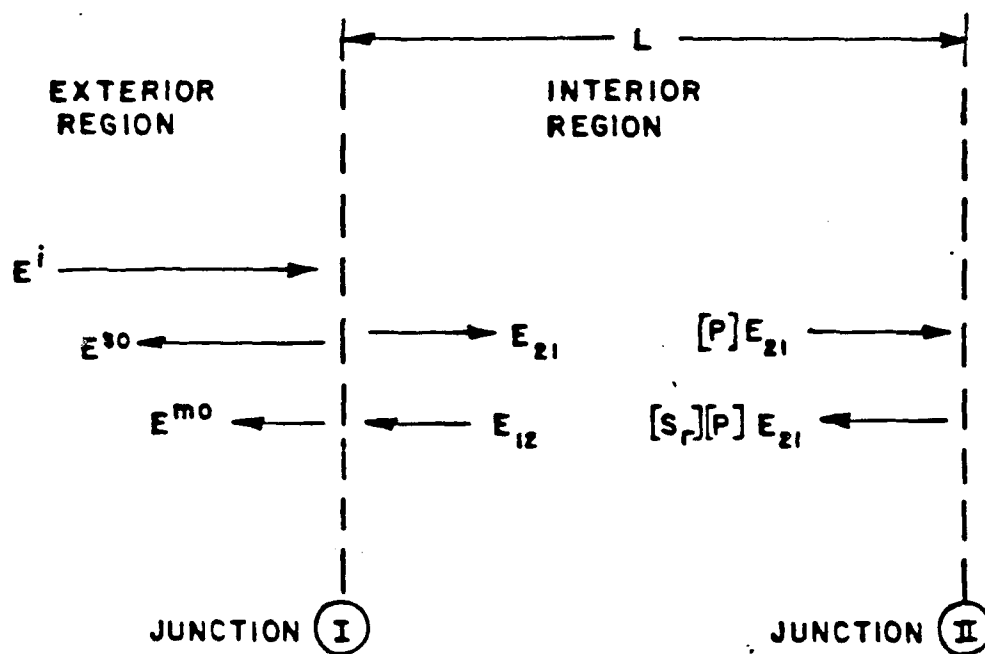 L
EXTERIOR
REGION
INTERIOR
REGION
E^i
E^so
E_21
[P]E_21
E^mo
E_12
[S_r][P] E_21
JUNCTION I
JUNCTION II